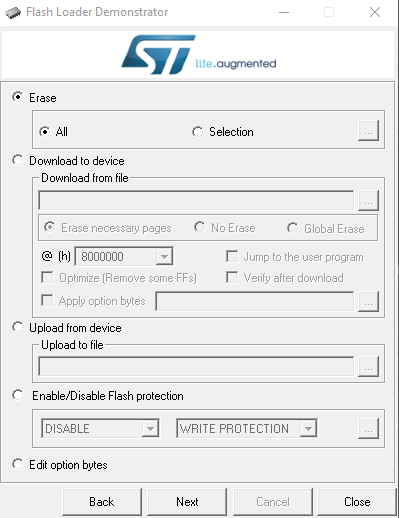 Flash Loader Demonstrator
ST
life.augmented
Erase
All Selection ...
Download to device
Download from file
...
Erase necessary pages No Erase Global Erase
@ (h) 8000000 Jump to the user program
Optimize (Remove some FFs) Verify after download
Apply option bytes ...
Upload from device
Upload to file
...
Enable/Disable Flash protection
DISABLE WRITE PROTECTION ...
Edit option bytes
Back Next Cancel Close